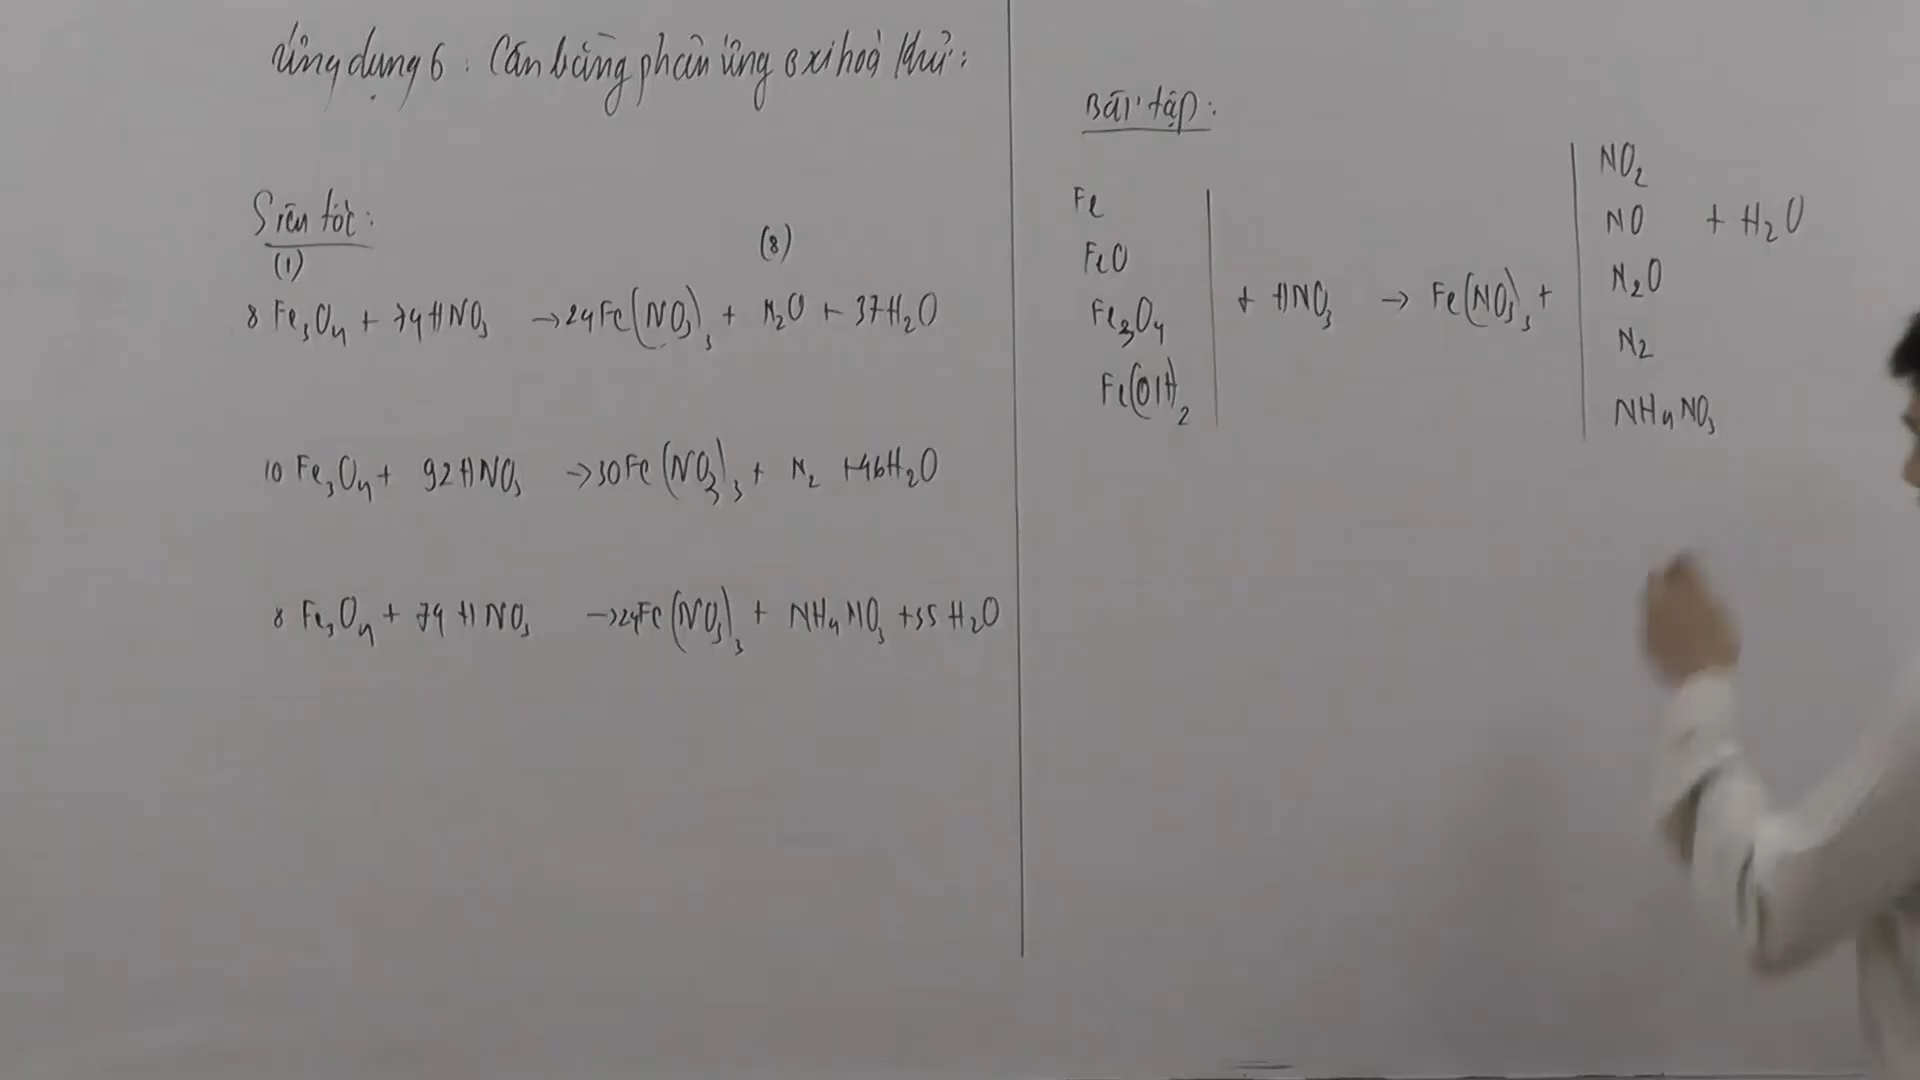 Ứng dụng 6: Cân bằng phản ứng oxi hoá khử:
Siêu tốc:
(1) (8)
8 Fe₃O₄ + 74 HNO₃ → 24 Fe(NO₃)₃ + N₂O + 37 H₂O
10 Fe₃O₄ + 92 HNO₃ → 30 Fe(NO₃)₃ + N₂ + 46 H₂O
8 Fe₃O₄ + 74 HNO₃ → 24 Fe(NO₃)₃ + NH₄NO₃ + 35 H₂O
Bài tập:
Fe
FeO
Fe₃O₄
Fe(OH)₂
+ HNO₃ → Fe(NO₃)₃ +
NO₂
NO + H₂O
N₂O
N₂
NH₄NO₃